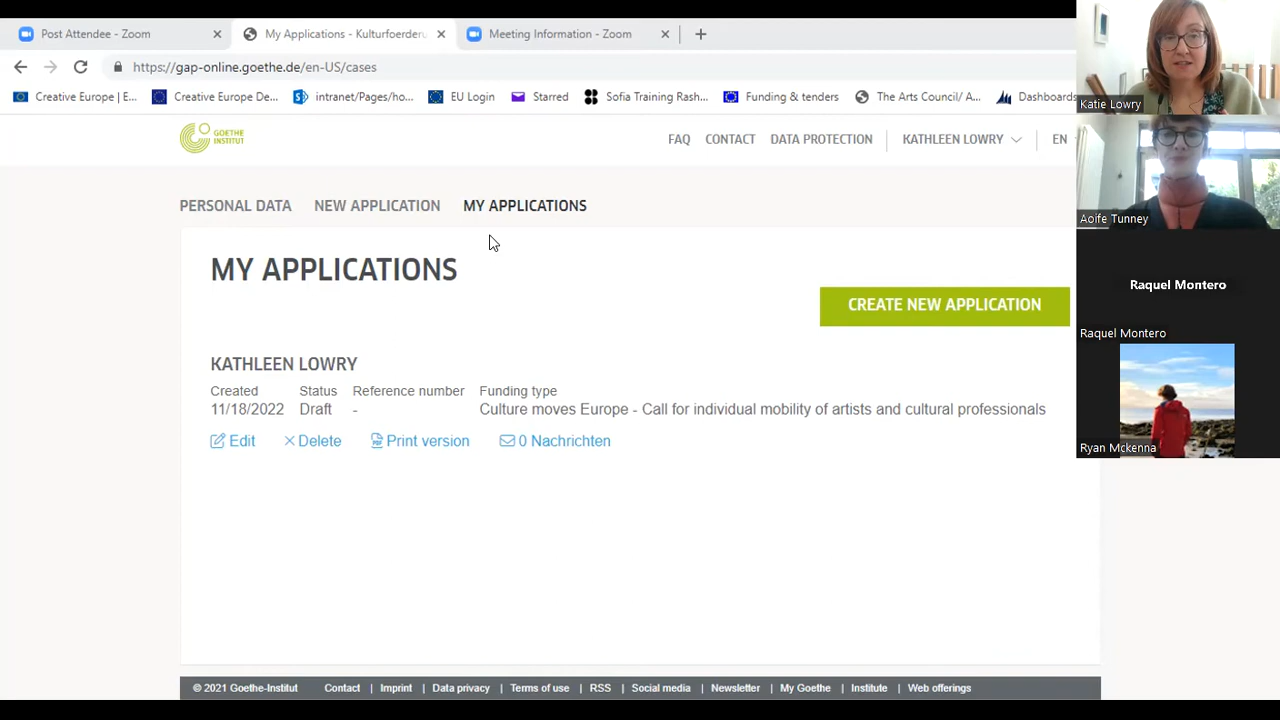 Post Attendee - Zoom
My Applications - Kulturfoerderu
Meeting Information - Zoom
https://gap-online.goethe.de/en-US/cases
Creative Europe | E...
Creative Europe De...
intranet/Pages/ho...
EU Login
Starred
Sofia Training Rash...
Funding & tenders
The Arts Council/ A...
Dashboards
GOETHE
INSTITUT
FAQ CONTACT DATA PROTECTION KATHLEEN LOWRY EN
PERSONAL DATA NEW APPLICATION MY APPLICATIONS
MY APPLICATIONS
CREATE NEW APPLICATION
KATHLEEN LOWRY
Created Status Reference number Funding type
11/18/2022 Draft - Culture moves Europe - Call for individual mobility of artists and cultural professionals
Edit Delete Print version 0 Nachrichten
© 2021 Goethe-Institut Contact | Imprint | Data privacy | Terms of use | RSS | Social media | Newsletter | My Goethe | Institute | Web offerings
Katie Lowry
Aoife Tunney
Raquel Montero
Raquel Montero
Ryan Mckenna